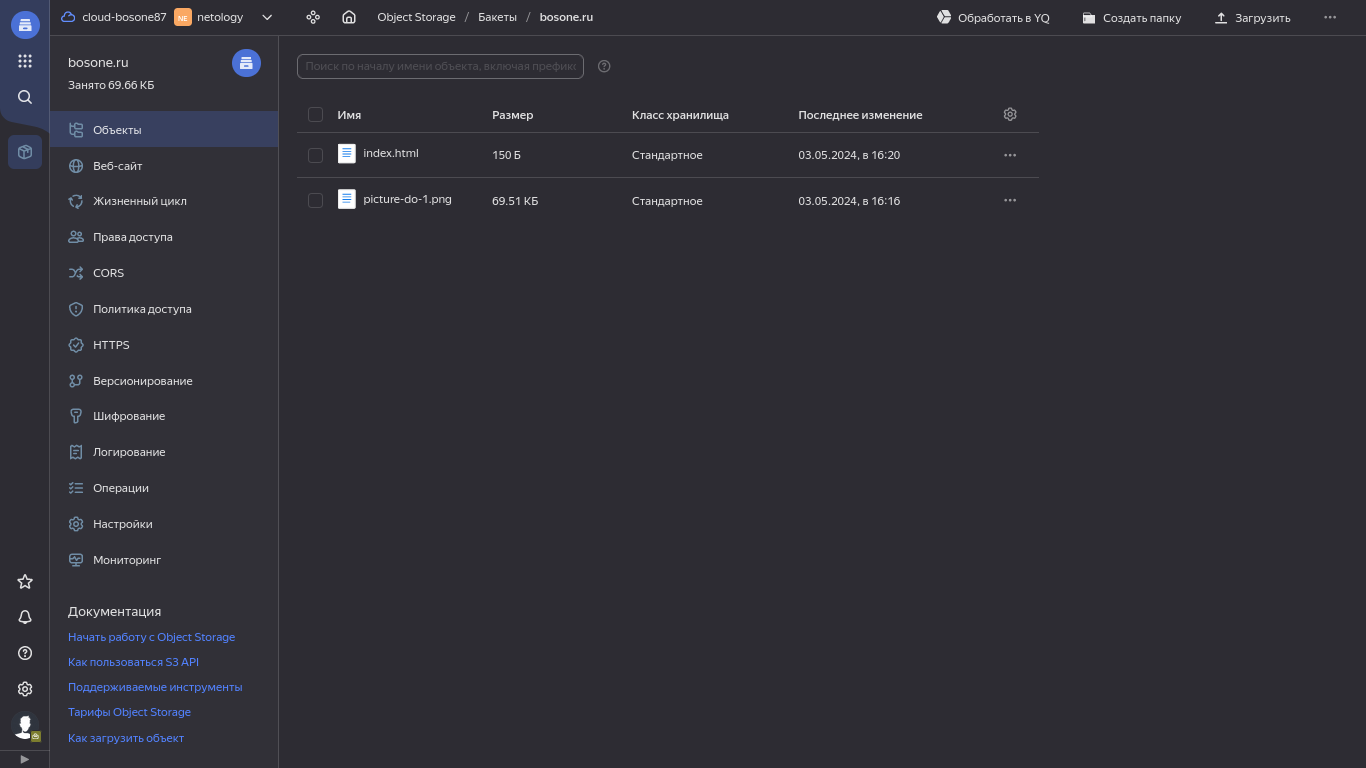 cloud-bosone87 NE netology Object Storage / Бакеты / bosone.ru Обработать в YQ Создать папку Загрузить
bosone.ru
Занято 69.66 КБ
Объекты
Веб-сайт
Жизненный цикл
Права доступа
CORS
Политика доступа
HTTPS
Версионирование
Шифрование
Логирование
Операции
Настройки
Мониторинг
Документация
Начать работу с Object Storage
Как пользоваться S3 API
Поддерживаемые инструменты
Тарифы Object Storage
Как загрузить объект
Поиск по началу имени объекта, включая префикс
Имя Размер Класс хранилища Последнее изменение
index.html 150 Б Стандартное 03.05.2024, в 16:20
picture-do-1.png 69.51 КБ Стандартное 03.05.2024, в 16:16